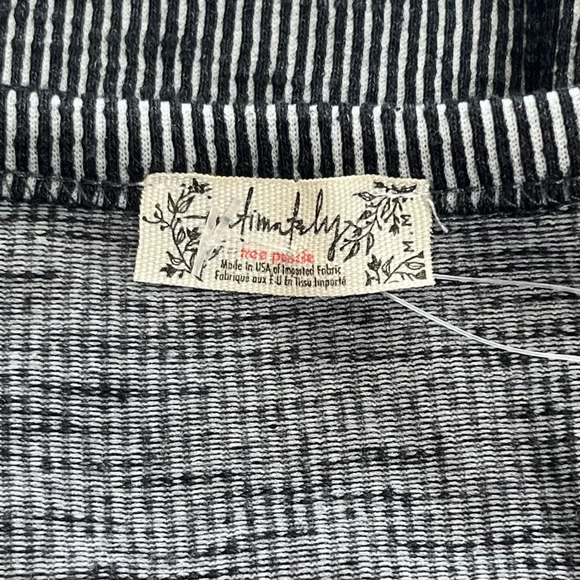 intimately
free people
Made in USA of Imported Fabric
Fabriqué aux É U En Tissu Importé
M M M